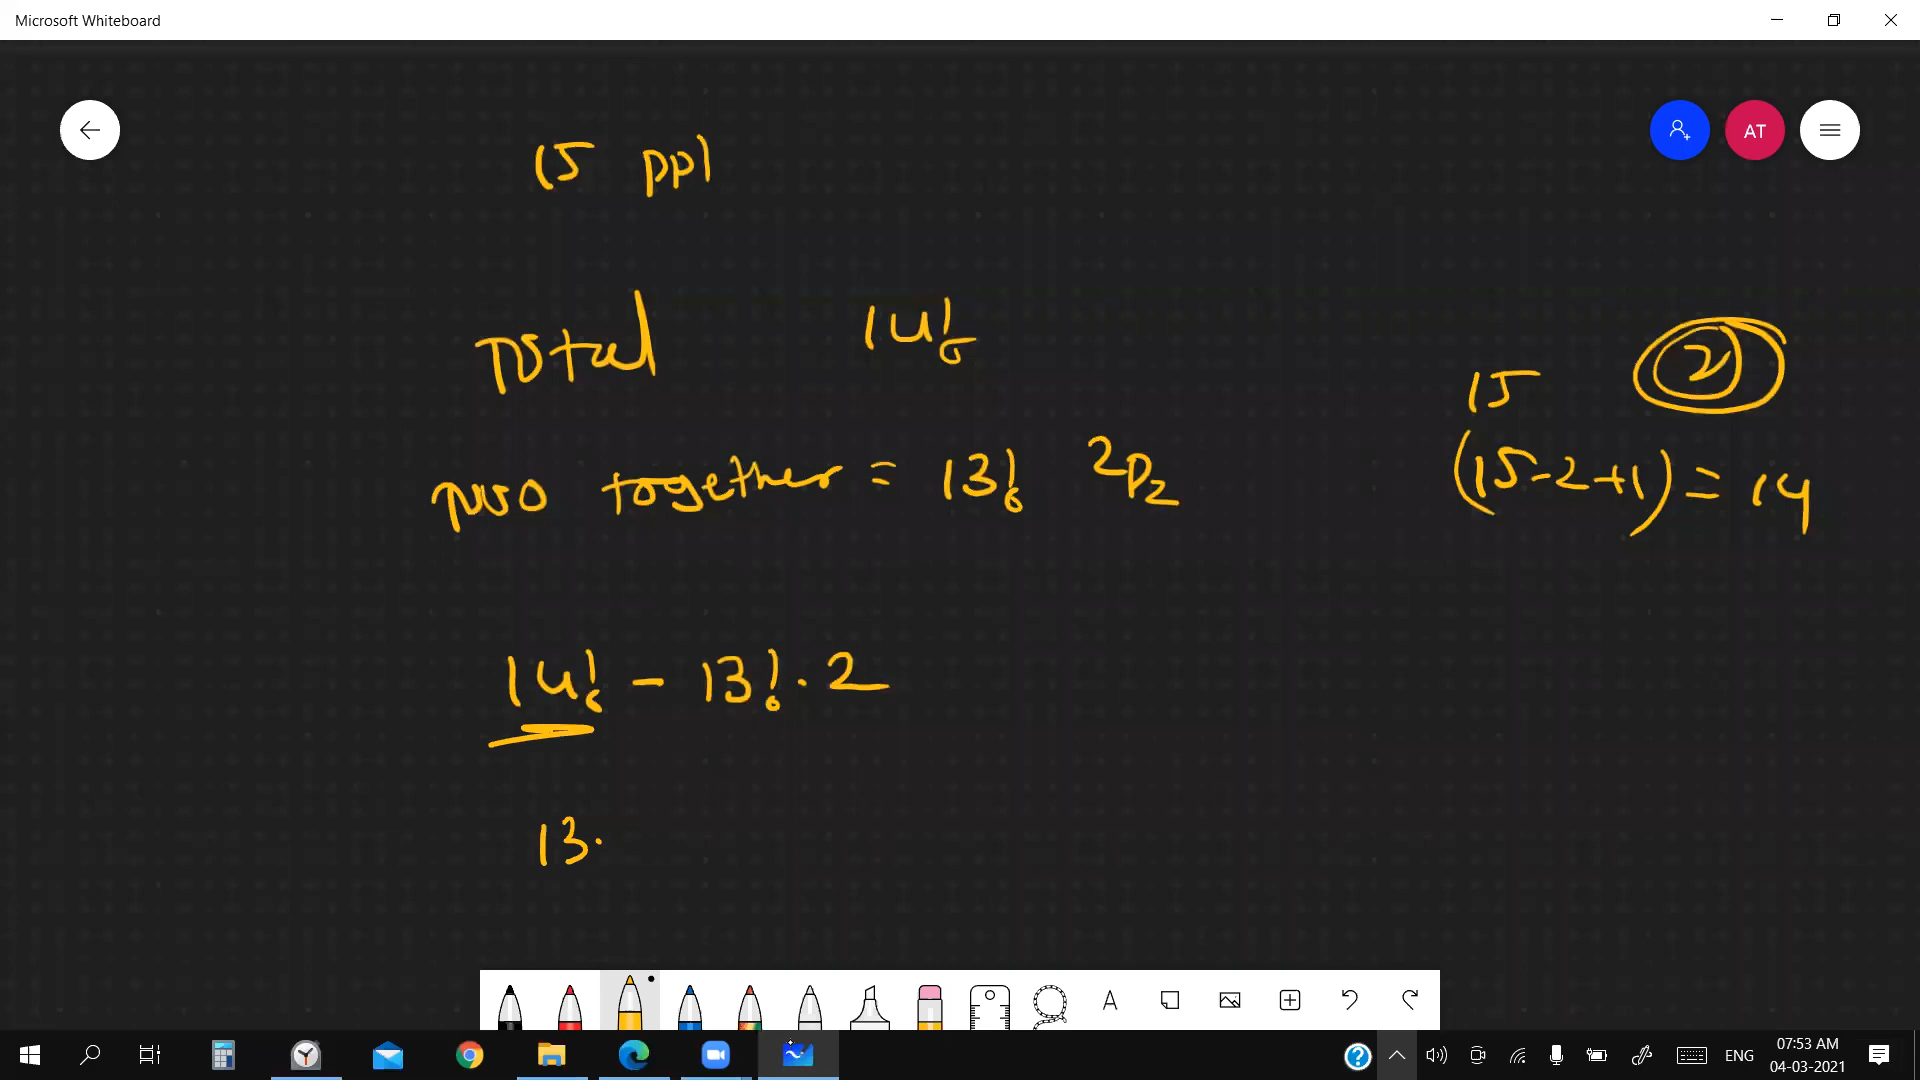 Microsoft Whiteboard
AT
15 ppl
Total 14!
15 2
two together = 13! ²P₂
(15-2+1) = 14
14! - 13! . 2
13.
A
ENG
07:53 AM
04-03-2021